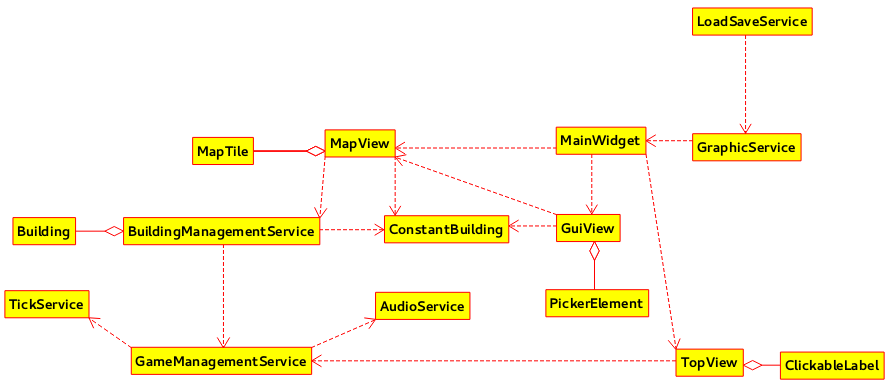 LoadSaveService
MapTile
MapView
MainWidget
GraphicService
Building
BuildingManagementService
ConstantBuilding
GuiView
TickService
AudioService
PickerElement
GameManagementService
TopView
ClickableLabel